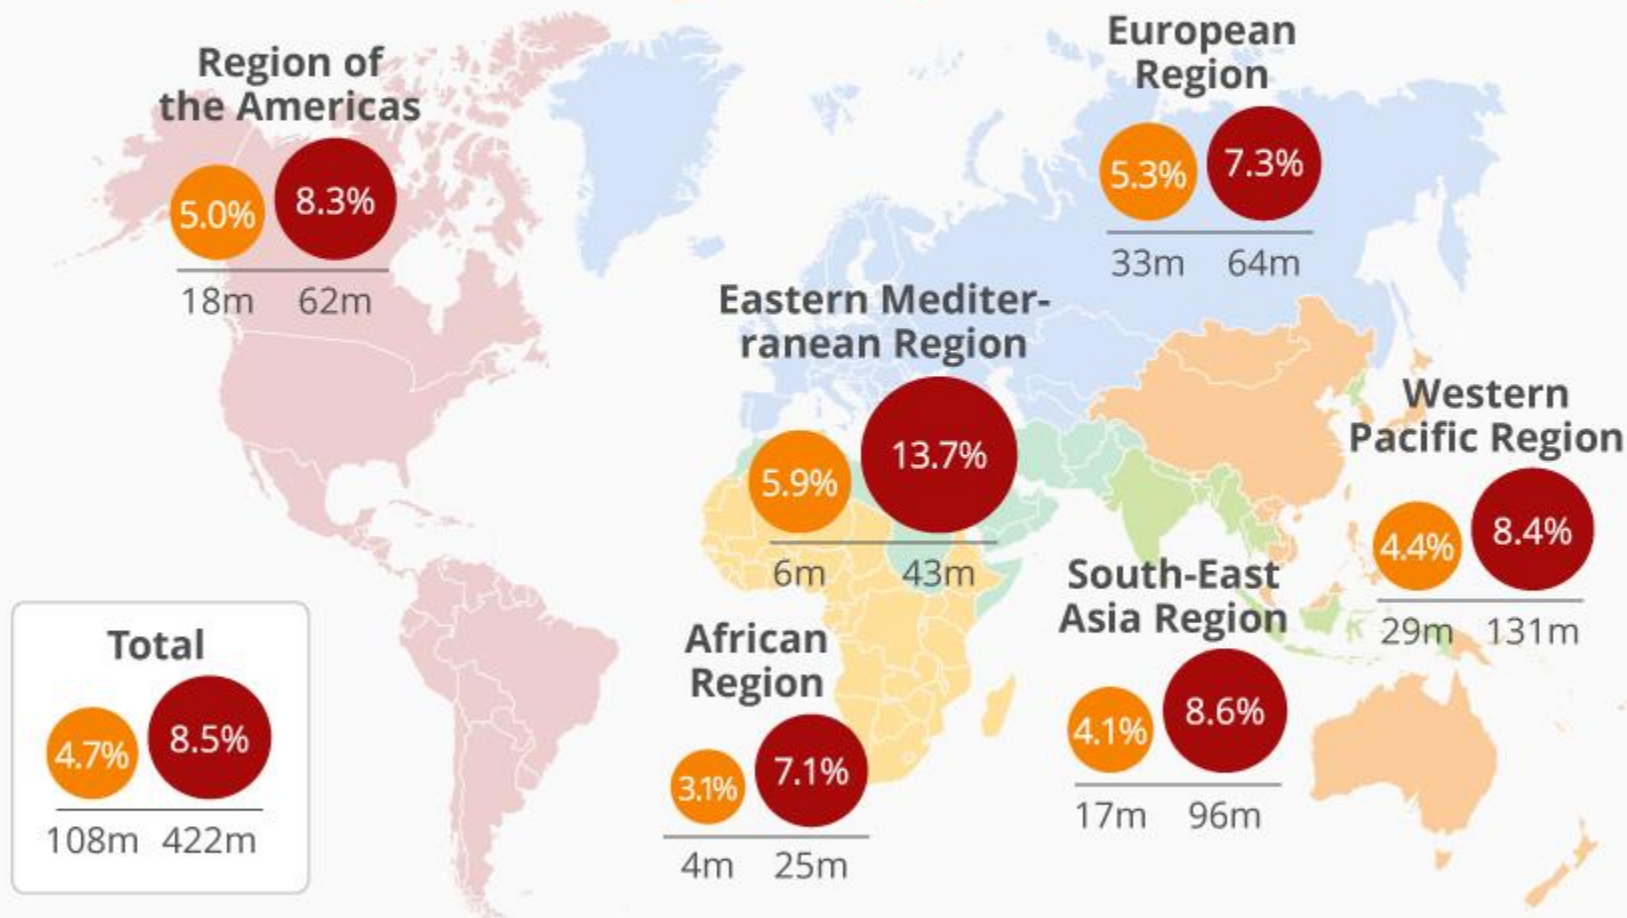 Region of
the Americas
5.0% 8.3%
18m 62m
European
Region
5.3% 7.3%
33m 64m
Eastern Mediter-
ranean Region
5.9% 13.7%
6m 43m
Western
Pacific Region
4.4% 8.4%
29m 131m
South-East
Asia Region
4.1% 8.6%
17m 96m
African
Region
3.1% 7.1%
4m 25m
Total
4.7% 8.5%
108m 422m